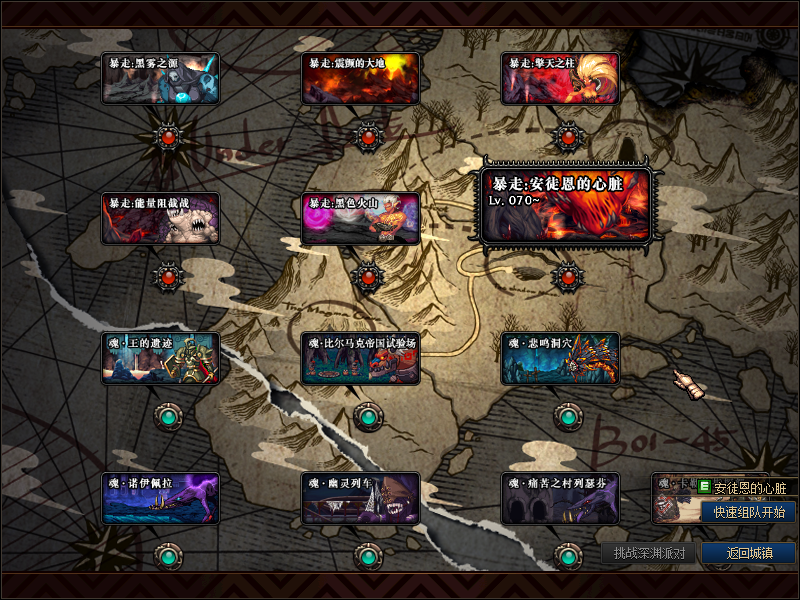 暴走:黑雾之源
暴走:震颤的大地
暴走:擎天之柱
Under
暴走:能量阻截战
暴走:黑色火山
暴走:安徒恩的心脏
Lv. 070~
魂·王的遗迹
魂·比尔马克帝国试验场
魂·悲鸣洞穴
Boi-45
魂·诺伊佩拉
魂·幽灵列车
魂·痛苦之村列瑟芬
魂·
E 安徒恩的心脏
快速组队开始
挑战深渊派对
返回城镇